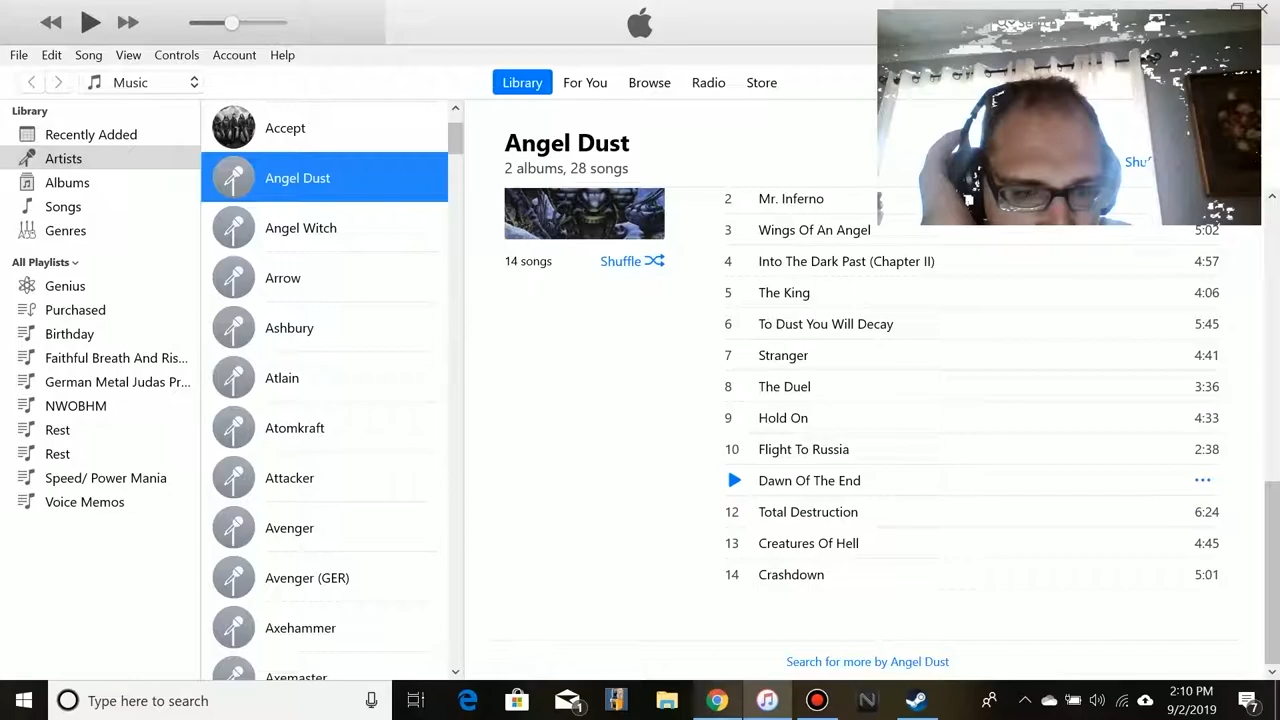 File Edit Song View Controls Account Help
Music
Library For You Browse Radio Store
Library
Recently Added
Artists
Albums
Songs
Genres
All Playlists
Genius
Purchased
Birthday
Faithful Breath And Ris...
German Metal Judas Pr...
NWOBHM
Rest
Rest
Speed/ Power Mania
Voice Memos
Accept
Angel Dust
Angel Witch
Arrow
Ashbury
Atlain
Atomkraft
Attacker
Avenger
Avenger (GER)
Axehammer
Axemaster
Angel Dust
2 albums, 28 songs
14 songs Shuffle
2 Mr. Inferno
3 Wings Of An Angel 5:02
4 Into The Dark Past (Chapter II) 4:57
5 The King 4:06
6 To Dust You Will Decay 5:45
7 Stranger 4:41
8 The Duel 3:36
9 Hold On 4:33
10 Flight To Russia 2:38
Dawn Of The End
12 Total Destruction 6:24
13 Creatures Of Hell 4:45
14 Crashdown 5:01
Search for more by Angel Dust
Type here to search
1
2:10 PM
9/2/2019
7